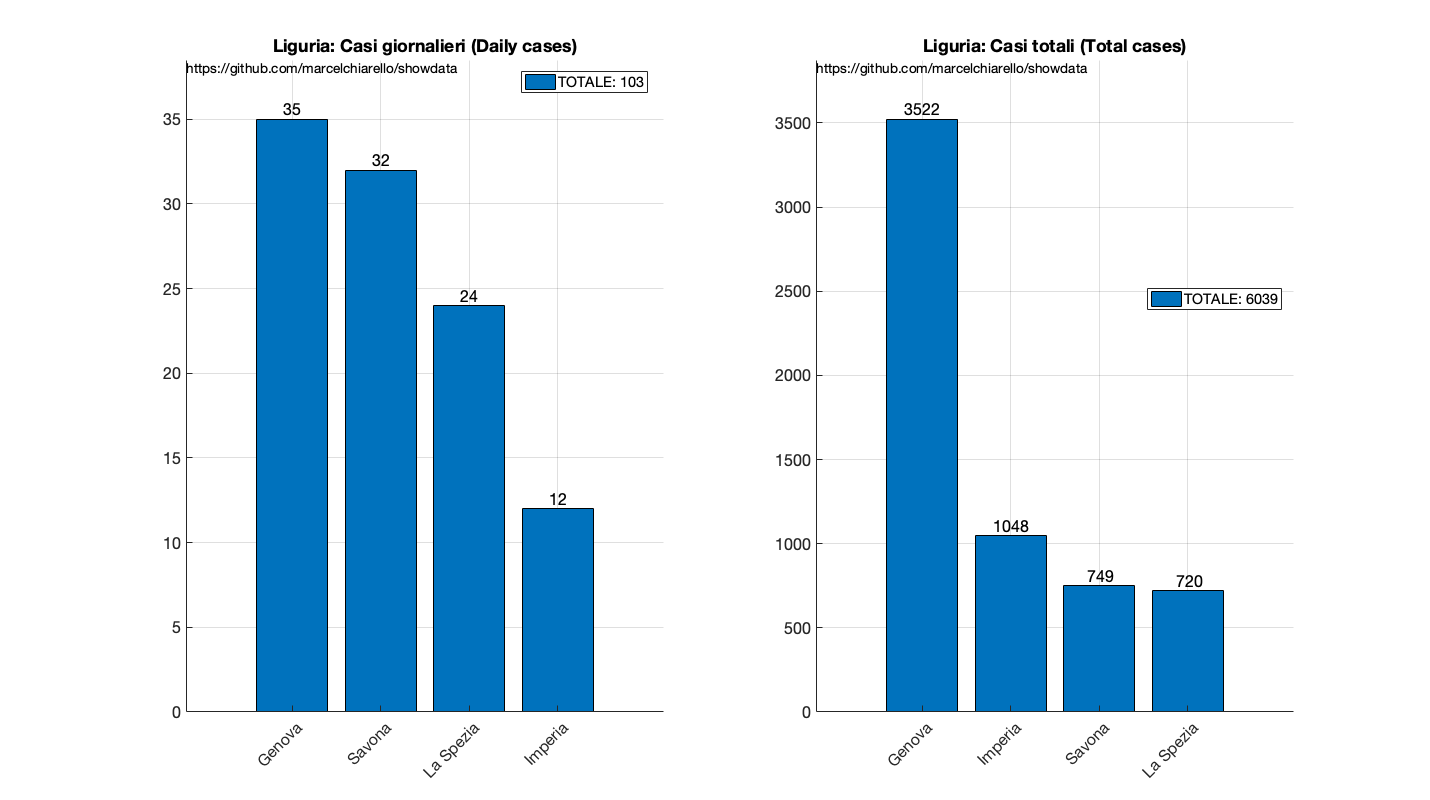 Liguria: Casi giornalieri (Daily cases)
https://github.com/marcelchiarello/showdata
TOTALE: 103
35
32
24
12
35
30
25
20
15
10
5
0
Genova
Savona
La Spezia
Imperia
Liguria: Casi totali (Total cases)
https://github.com/marcelchiarello/showdata
TOTALE: 6039
3522
1048
749
720
3500
3000
2500
2000
1500
1000
500
0
Genova
Imperia
Savona
La Spezia